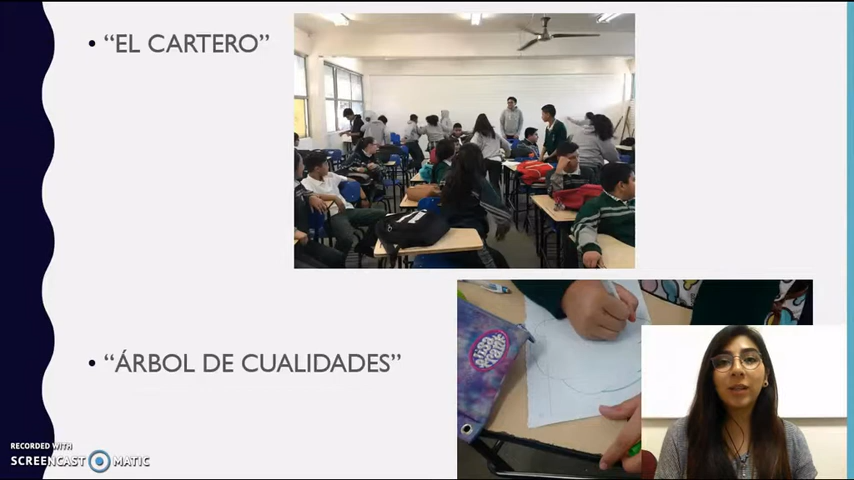 • “EL CARTERO”
• “ÁRBOL DE CUALIDADES”
RECORDED WITH
SCREENCAST MATIC